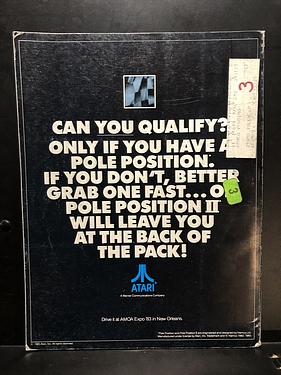 CAN YOU QUALIFY?
ONLY IF YOU HAVE A
POLE POSITION.
IF YOU DON'T, BETTER
GRAB ONE FAST...O
POLE POSITION II
WILL LEAVE YOU
AT THE BACK OF
THE PACK!
3
3
ATARI
A Warner Communications Company
Drive it at AMOA Expo '83 in New Orleans.